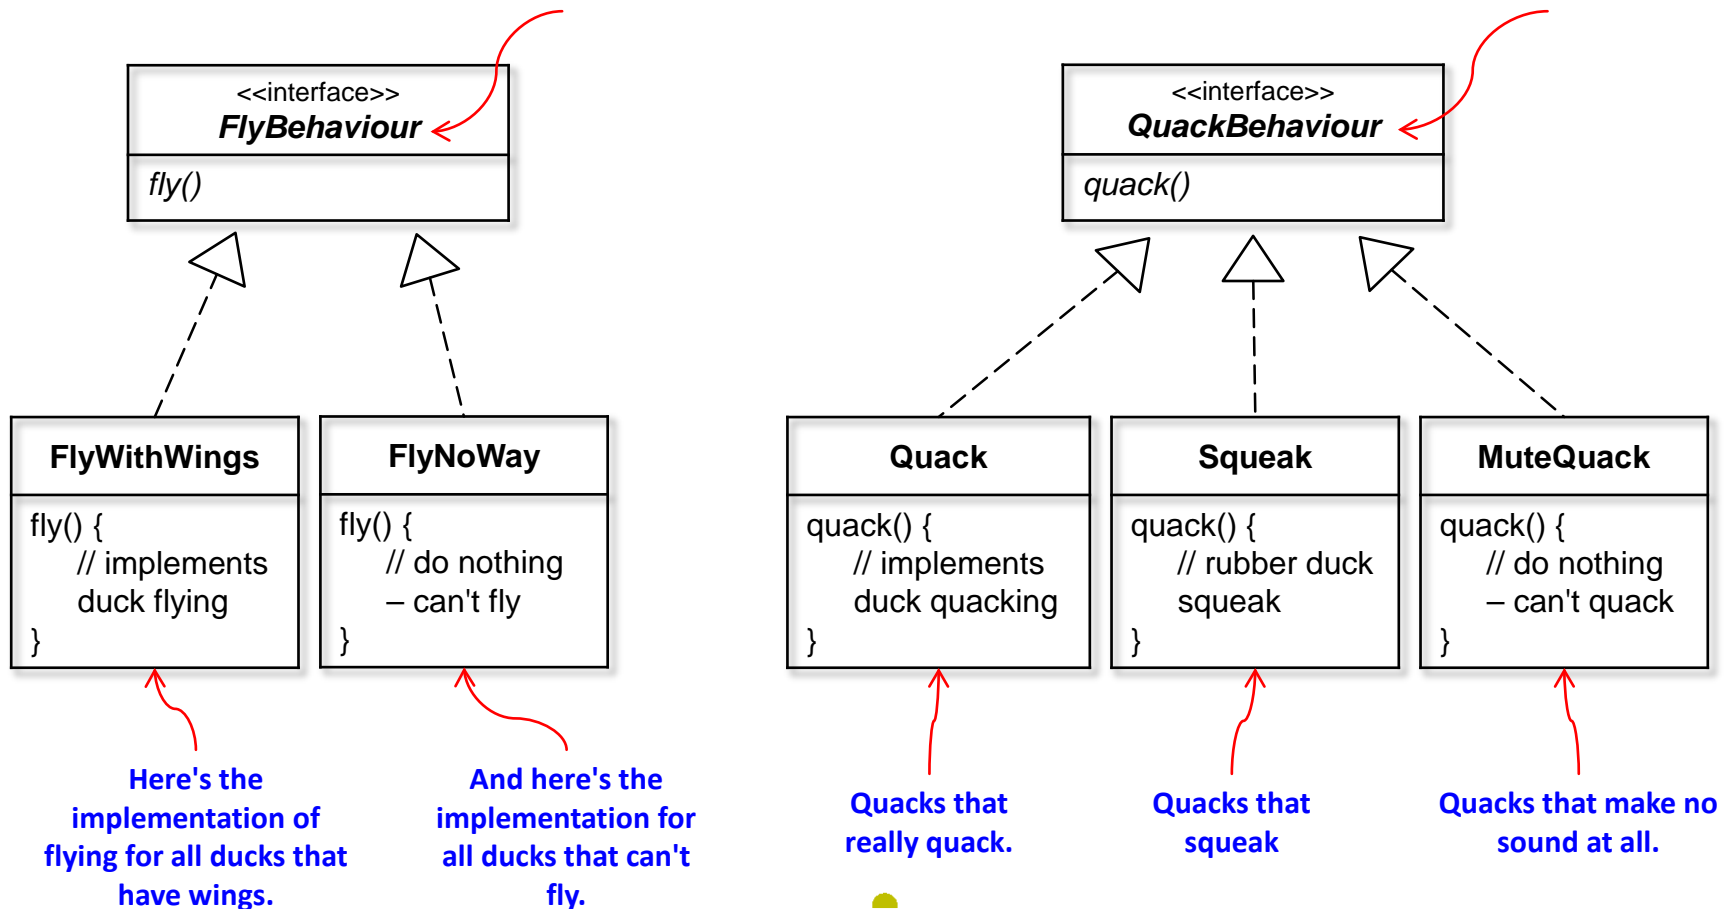 <<interface>>
FlyBehaviour
fly()
<<interface>>
QuackBehaviour
quack()
FlyWithWings
fly() {
// implements
duck flying
}
FlyNoWay
fly() {
// do nothing
– can't fly
}
Quack
quack() {
// implements
duck quacking
}
Squeak
quack() {
// rubber duck
squeak
}
MuteQuack
quack() {
// do nothing
– can't quack
}
Here's the
implementation of
flying for all ducks that
have wings.
And here's the
implementation for
all ducks that can't
fly.
Quacks that
really quack.
Quacks that
squeak
Quacks that make no
sound at all.